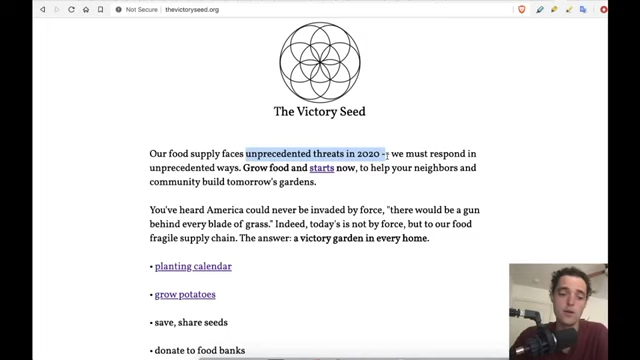 Not Secure | thevictoryseed.org
The Victory Seed
Our food supply faces unprecedented threats in 2020 - we must respond in
unprecedented ways. Grow food and starts now, to help your neighbors and
community build tomorrow's gardens.
You've heard America could never be invaded by force, "there would be a gun
behind every blade of grass." Indeed, today's is not by force, but to our food
fragile supply chain. The answer: a victory garden in every home.
• planting calendar
• grow potatoes
• save, share seeds
• donate to food banks